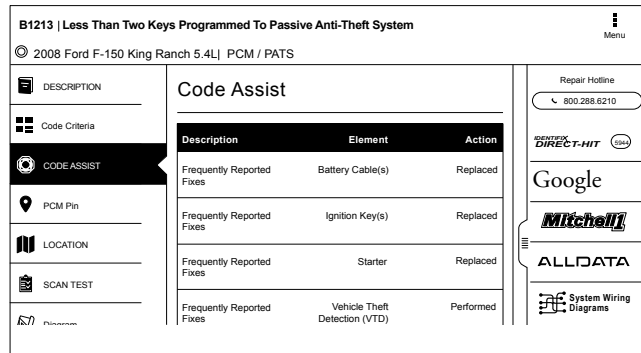 B1213 | Less Than Two Keys Programmed To Passive Anti-Theft System
Menu
2008 Ford F-150 King Ranch 5.4L| PCM / PATS
DESCRIPTION
Code Criteria
CODE ASSIST
PCM Pin
LOCATION
SCAN TEST
Diagram
Code Assist
Description Element Action
Frequently Reported Battery Cable(s) Replaced
Fixes
Frequently Reported Ignition Key(s) Replaced
Fixes
Frequently Reported Starter Replaced
Fixes
Frequently Reported Vehicle Theft Performed
Fixes Detection (VTD)
Repair Hotline
800.288.6210
IDENTIFIX
DIRECT-HIT 5944
Google
Mitchell1
ALLDATA
System Wiring
Diagrams